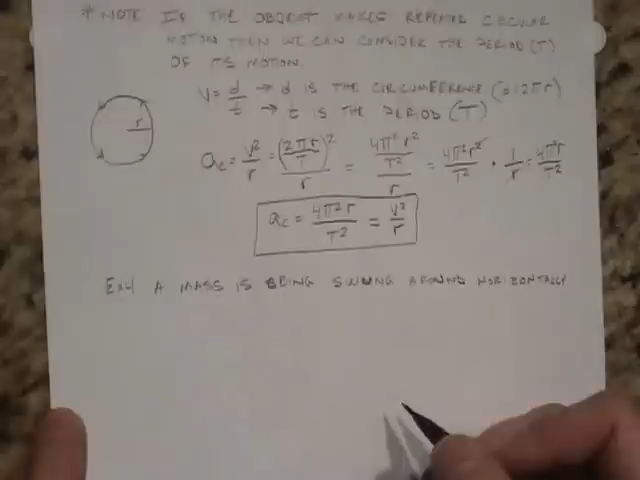 * NOTE IF THE OBJECT MAKES REPEATED CIRCULAR
MOTION THEN WE CAN CONSIDER THE PERIOD (T)
OF ITS MOTION.
V = d/t → d IS THE CIRCUMFERENCE (d=2πr)
→ t IS THE PERIOD (T)
r
ac = v²/r = (2πr/T)²/r = 4π²r²/T²/r = 4π²r²/T² · 1/r = 4π²r/T²
ac = 4π²r/T² = v²/r
EX4 A MASS IS BEING SWUNG AROUND HORIZONTALLY